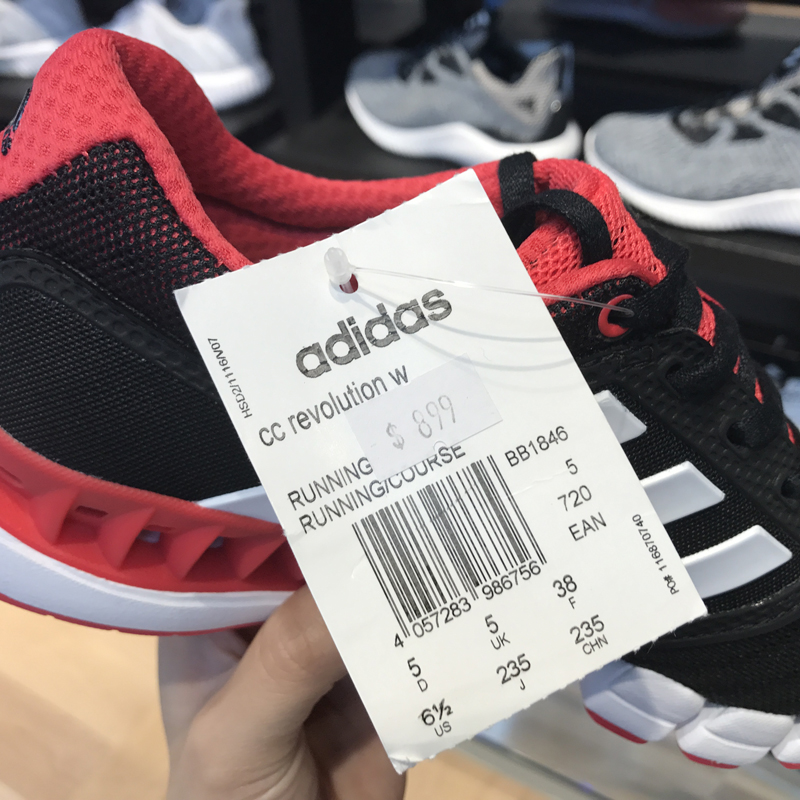 adidas
HSD2/1116/V07
cc revolution w
$ 899
RUNNING
RUNNING/COURSE
BB1846
5
720
EAN
4 057283 986756
PO# 116870740
5
D
5
UK
38
F
6½
US
235
J
235
CHN